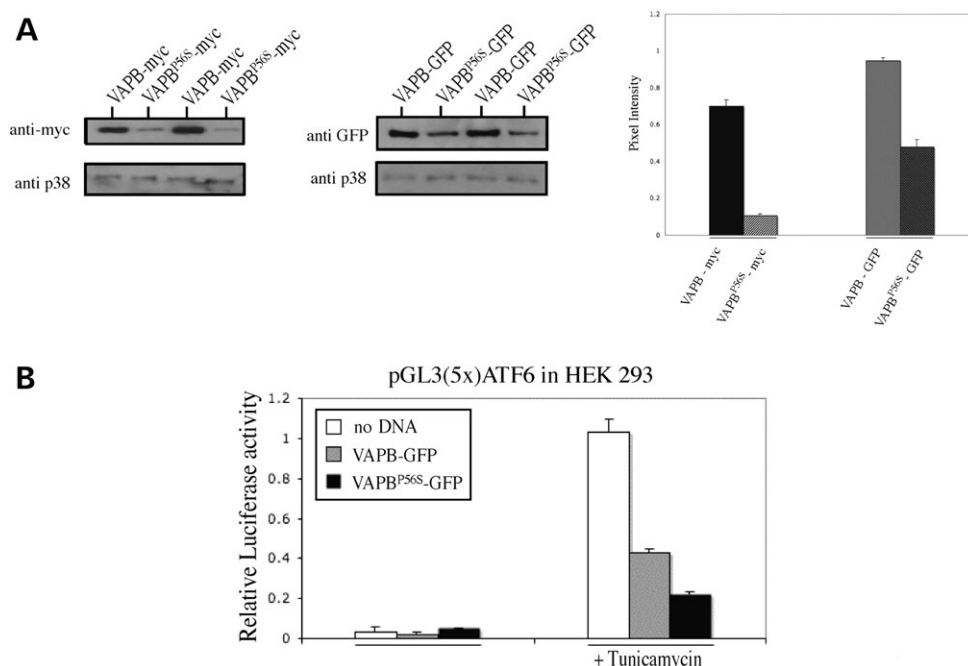 A
VAPB-myc
VAPBP56S-myc
VAPB-myc
VAPBP56S-myc
anti-myc
anti p38
VAPB-GFP
VAPBP56S-GFP
VAPB-GFP
VAPBP56S-GFP
anti GFP
anti p38
1.2
1
0.8
0.6
0.4
0.2
0
Pixel Intensity
VAPB - myc
VAPBP56S - myc
VAPB - GFP
VAPBP56S - GFP
B
pGL3(5x)ATF6 in HEK 293
Relative Luciferase activity
1.2
1
0.8
0.6
0.4
0.2
0
no DNA
VAPB-GFP
VAPBP56S-GFP
+ Tunicamycin